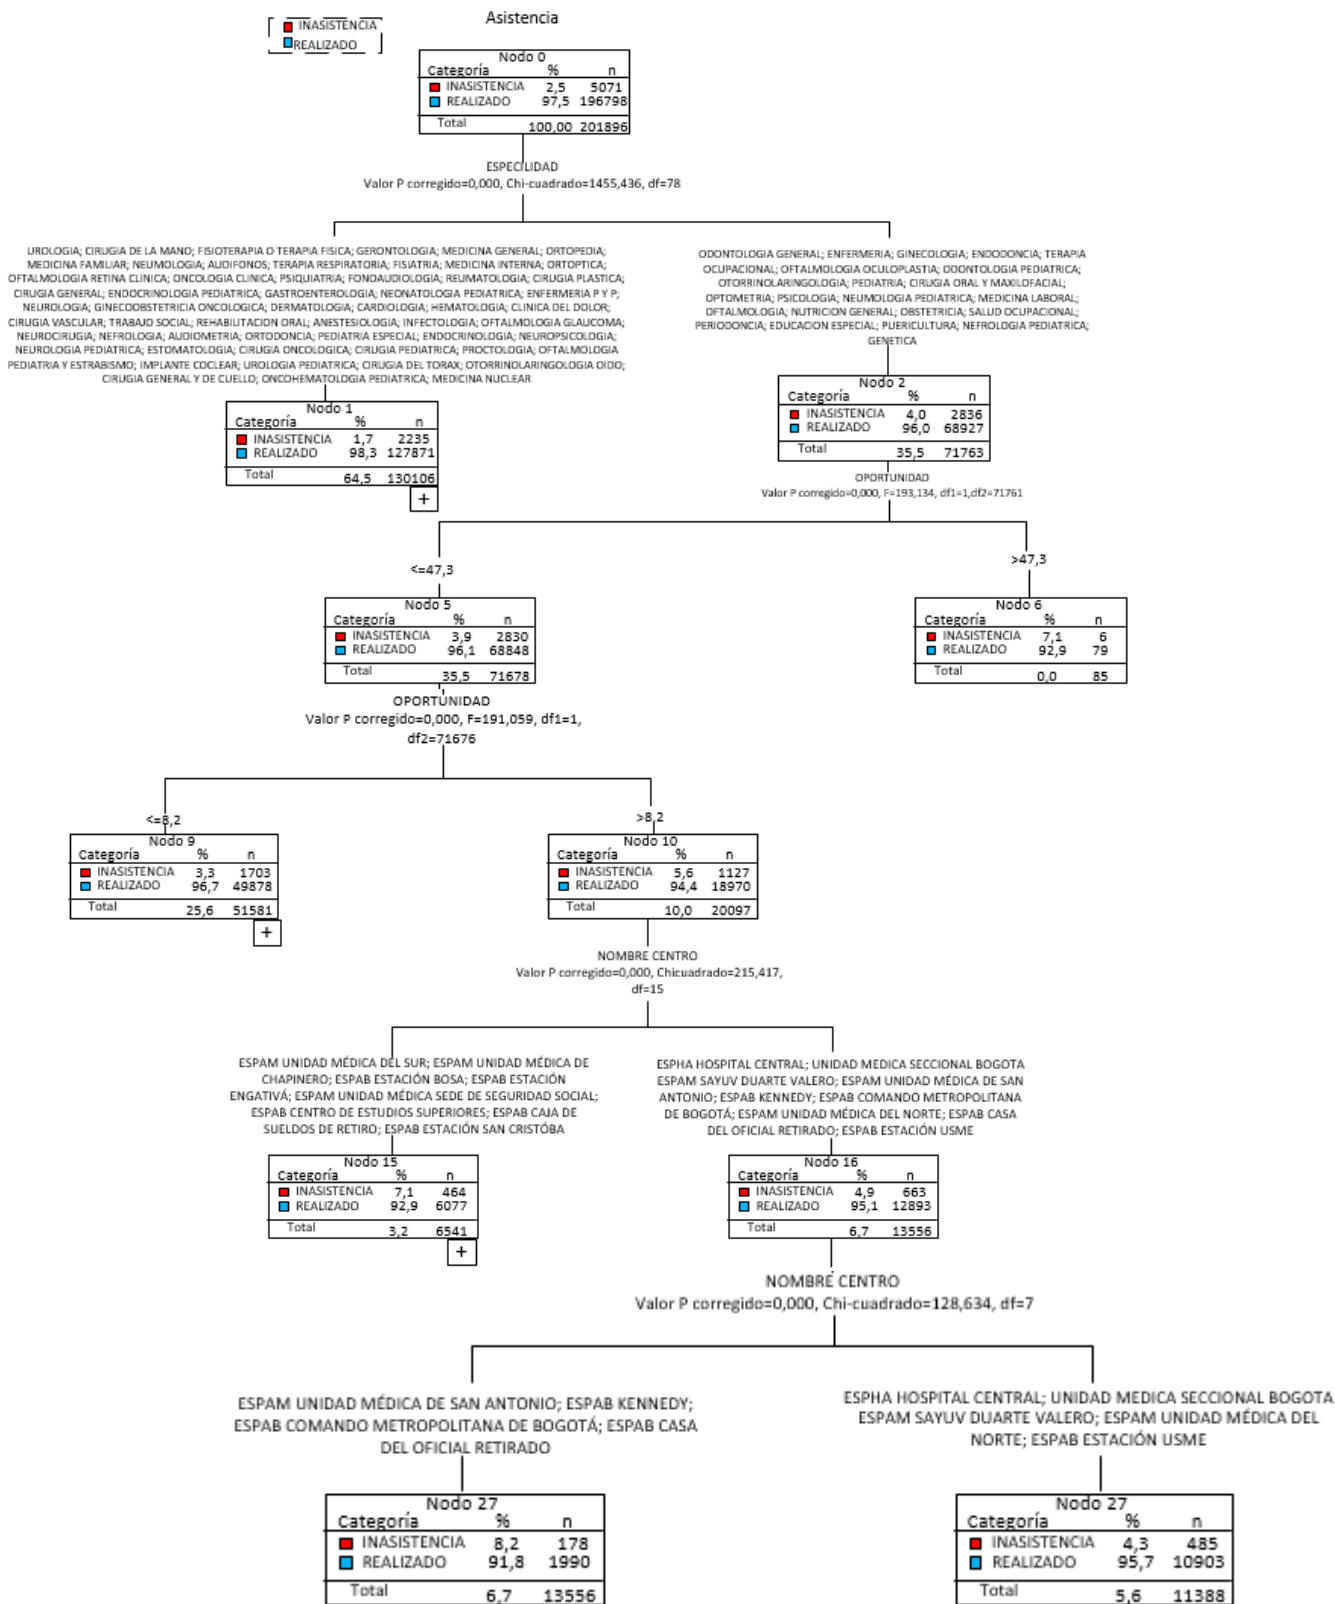 INASISTENCIA
REALIZADO
Asistencia
Nodo 0
Categoría % n
INASISTENCIA 2,5 5071
REALIZADO 97,5 196798
Total 100,00 201896
ESPECILIDAD
Valor P corregido=0,000, Chi-cuadrado=1455,436, df=78
UROLOGIA; CIRUGIA DE LA MANO; FISIOTERAPIA O TERAPIA FISICA; GERONTOLOGIA; MEDICINA GENERAL; ORTOPEDIA;
MEDICINA FAMILIAR; NEUMOLOGIA; AUDIFONOS; TERAPIA RESPIRATORIA; FISIATRIA; MEDICINA INTERNA; ORTOPTICA;
OFTALMOLOGIA RETINA CLINICA; ONCOLOGIA CLINICA; PSIQUIATRIA; FONOAUDIOLOGIA; REUMATOLOGIA; CIRUGIA PLASTICA;
CIRUGIA GENERAL; ENDOCRINOLOGIA PEDIATRICA; GASTROENTEROLOGIA; NEONATOLOGIA PEDIATRICA; ENFERMERIA P Y P;
NEUROLOGIA; GINECOOBSTETRICIA ONCOLOGICA; DERMATOLOGIA; CARDIOLOGIA; HEMATOLOGIA; CLINICA DEL DOLOR;
CIRUGIA VASCULAR; TRABAJO SOCIAL; REHABILITACION ORAL; ANESTESIOLOGIA; INFECTOLOGIA; OFTALMOLOGIA GLAUCOMA;
NEUROCIRUGIA; NEFROLOGIA; AUDIOMETRIA; ORTODONCIA; PEDIATRIA ESPECIAL; ENDOCRINOLOGIA; NEUROPSICOLOGIA;
NEUROLOGIA PEDIATRICA; ESTOMATOLOGIA; CIRUGIA ONCOLOGICA; CIRUGIA PEDIATRICA; PROCTOLOGIA; OFTALMOLOGIA
PEDIATRIA Y ESTRABISMO; IMPLANTE COCLEAR; UROLOGIA PEDIATRICA; CIRUGIA DEL TORAX; OTORRINOLARINGOLOGIA OIDO;
CIRUGIA GENERAL Y DE CUELLO; ONCOHEMATOLOGIA PEDIATRICA; MEDICINA NUCLEAR
ODONTOLOGIA GENERAL; ENFERMERIA; GINECOLOGIA; ENDODONCIA; TERAPIA
OCUPACIONAL; OFTALMOLOGIA OCULOPLASTIA; ODONTOLOGIA PEDIATRICA;
OTORRINOLARINGOLOGIA; PEDIATRIA; CIRUGIA ORAL Y MAXILOFACIAL;
OPTOMETRIA; PSICOLOGIA; NEUMOLOGIA PEDIATRICA; MEDICINA LABORAL;
OFTALMOLOGIA; NUTRICION GENERAL; OBSTETRICIA; SALUD OCUPACIONAL;
PERIODONCIA; EDUCACION ESPECIAL; PUERICULTURA; NEFROLOGIA PEDIATRICA;
GENETICA
Nodo 1
Categoría % n
INASISTENCIA 1,7 2235
REALIZADO 98,3 127871
Total 64,5 130106
+
Nodo 2
Categoría % n
INASISTENCIA 4,0 2836
REALIZADO 96,0 68927
Total 35,5 71763
OPORTUNIDAD
Valor P corregido=0,000, F=193,134, df1=1,df2=71761
<=47,3
>47,3
Nodo 5
Categoría % n
INASISTENCIA 3,9 2830
REALIZADO 96,1 68848
Total 35,5 71678
Nodo 6
Categoría % n
INASISTENCIA 7,1 6
REALIZADO 92,9 79
Total 0,0 85
OPORTUNIDAD
Valor P corregido=0,000, F=191,059, df1=1,
df2=71676
<=8,2
>8,2
Nodo 9
Categoría % n
INASISTENCIA 3,3 1703
REALIZADO 96,7 49878
Total 25,6 51581
+
Nodo 10
Categoría % n
INASISTENCIA 5,6 1127
REALIZADO 94,4 18970
Total 10,0 20097
NOMBRE CENTRO
Valor P corregido=0,000, Chicuadrado=215,417,
df=15
ESPAM UNIDAD MÉDICA DEL SUR; ESPAM UNIDAD MÉDICA DE
CHAPINERO; ESPAB ESTACIÓN BOSA; ESPAB ESTACIÓN
ENGATIVÁ; ESPAM UNIDAD MÉDICA SEDE DE SEGURIDAD SOCIAL;
ESPAB CENTRO DE ESTUDIOS SUPERIORES; ESPAB CAJA DE
SUELDOS DE RETIRO; ESPAB ESTACIÓN SAN CRISTÓBA
ESPHA HOSPITAL CENTRAL; UNIDAD MEDICA SECCIONAL BOGOTA
ESPAM SAYUV DUARTE VALERO; ESPAM UNIDAD MÉDICA DE SAN
ANTONIO; ESPAB KENNEDY; ESPAB COMANDO METROPOLITANA
DE BOGOTÁ; ESPAM UNIDAD MÉDICA DEL NORTE; ESPAB CASA
DEL OFICIAL RETIRADO; ESPAB ESTACIÓN USME
Nodo 15
Categoría % n
INASISTENCIA 7,1 464
REALIZADO 92,9 6077
Total 3,2 6541
+
Nodo 16
Categoría % n
INASISTENCIA 4,9 663
REALIZADO 95,1 12893
Total 6,7 13556
NOMBRE CENTRO
Valor P corregido=0,000, Chi-cuadrado=128,634, df=7
ESPAM UNIDAD MÉDICA DE SAN ANTONIO; ESPAB KENNEDY;
ESPAB COMANDO METROPOLITANA DE BOGOTÁ; ESPAB CASA
DEL OFICIAL RETIRADO
ESPHA HOSPITAL CENTRAL; UNIDAD MEDICA SECCIONAL BOGOTA
ESPAM SAYUV DUARTE VALERO; ESPAM UNIDAD MÉDICA DEL
NORTE; ESPAB ESTACIÓN USME
Nodo 27
Categoría % n
INASISTENCIA 8,2 178
REALIZADO 91,8 1990
Total 6,7 13556
Nodo 27
Categoría % n
INASISTENCIA 4,3 485
REALIZADO 95,7 10903
Total 5,6 11388